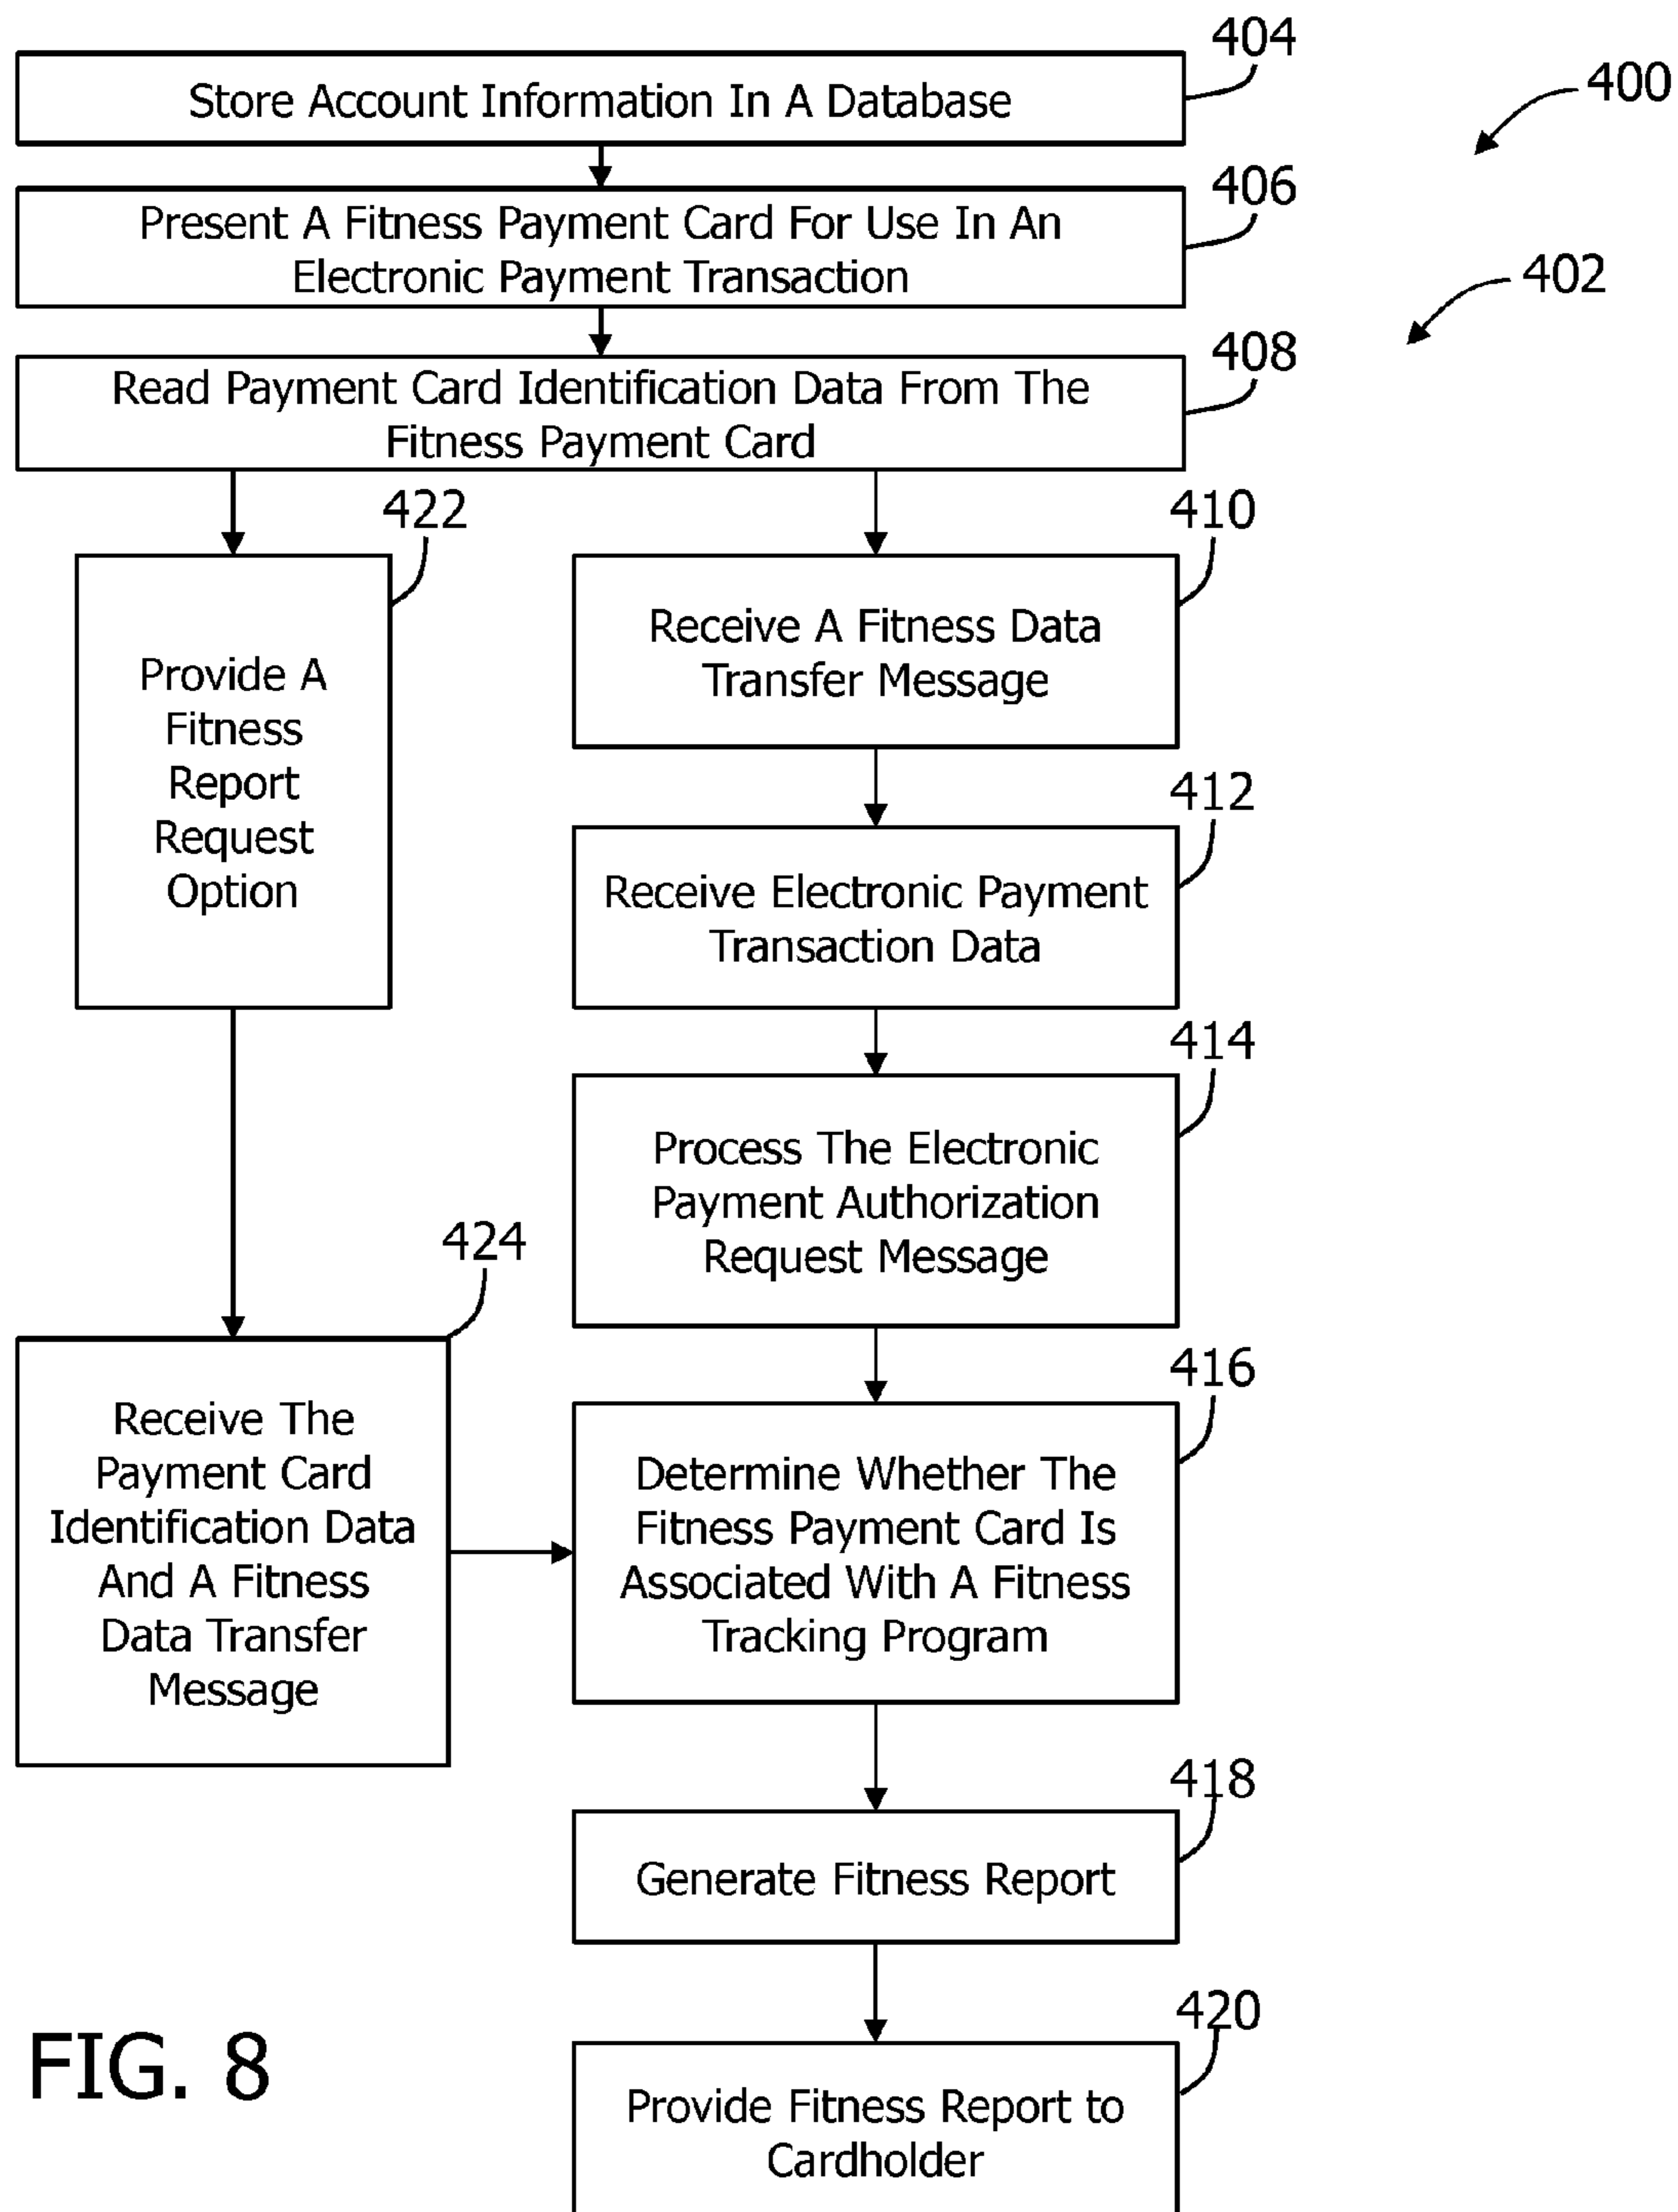 404
Store Account Information In A Database
400
406
Present A Fitness Payment Card For Use In An
Electronic Payment Transaction
402
408
Read Payment Card Identification Data From The
Fitness Payment Card
422
410
Provide A
Fitness
Report
Request
Option
Receive A Fitness Data
Transfer Message
412
Receive Electronic Payment
Transaction Data
414
Process The Electronic
Payment Authorization
Request Message
424
416
Receive The
Payment Card
Identification Data
And A Fitness
Data Transfer
Message
Determine Whether The
Fitness Payment Card Is
Associated With A Fitness
Tracking Program
418
Generate Fitness Report
420
Provide Fitness Report to
Cardholder
FIG. 8